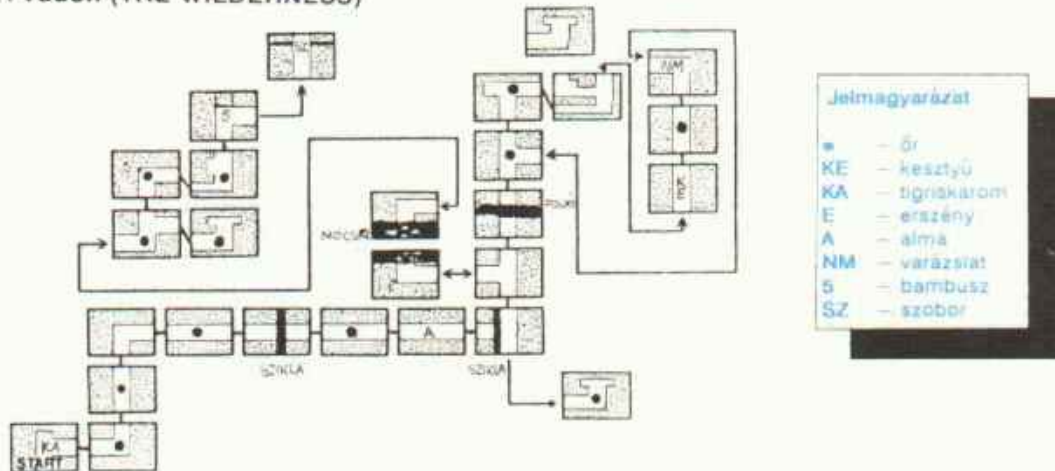 (THE WILDERNESS)
NM
SZIKLA
A
SZIKLA
KA
START
Jelmagyarázat
• – őr
KE – kesztyű
KA – tigriskarom
E – erszény
A – alma
NM – varázslat
5 – bambusz
SZ – szobor